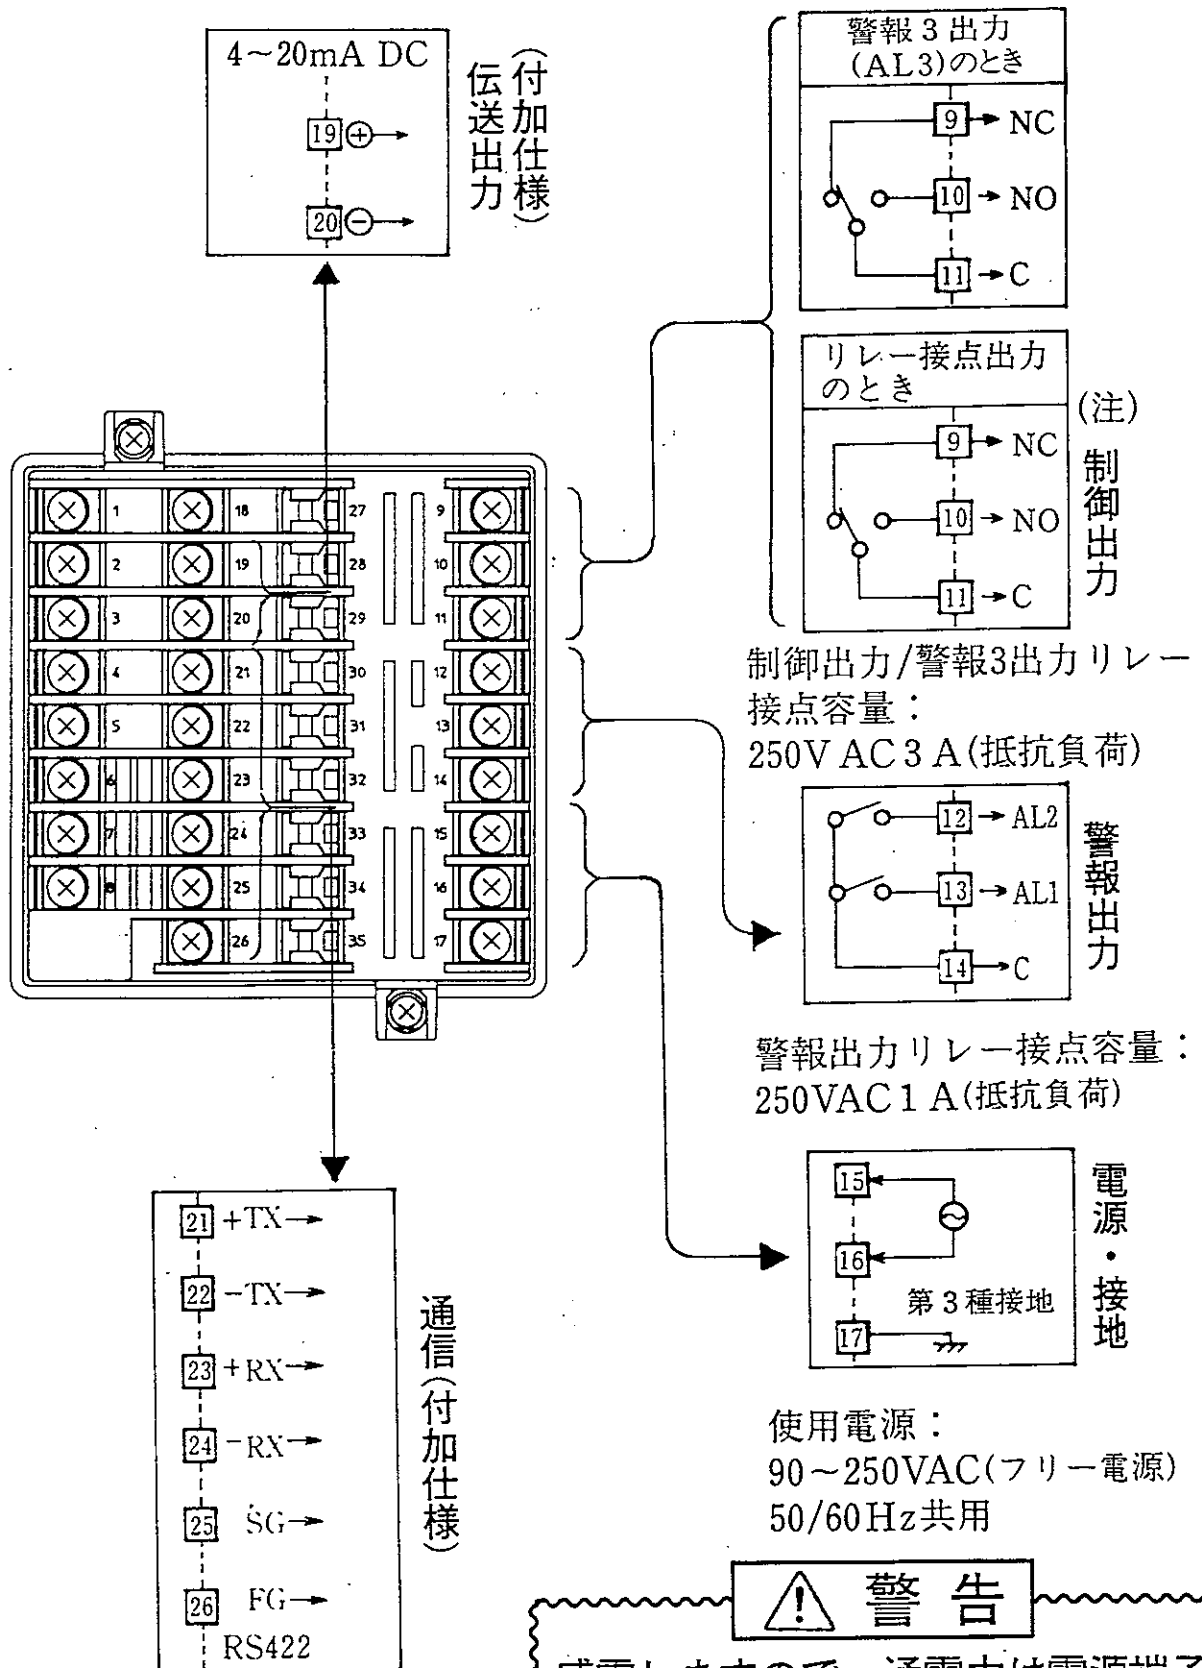 4～20mA DC
19 ⊕
20 ⊖
伝送出力
(付加仕様)
警報3出力
(AL3)のとき
9 NC
10 NO
11 C
リレー接点出力
のとき
9 NC
10 NO
11 C
(注)
制御出力
制御出力/警報3出力リレー
接点容量：
250V AC 3 A(抵抗負荷)
1 18 27 9
2 19 28 10
3 20 29 11
4 21 30 12
5 22 31 13
6 23 32 14
7 24 33 15
8 25 34 16
26 35 17
12 AL2
13 AL1
14 C
警報出力
警報出力リレー接点容量：
250VAC 1 A(抵抗負荷)
15
16
第3種接地
17
電源・接地
使用電源：
90～250VAC(フリー電源)
50/60Hz共用
21 +TX
22 -TX
23 +RX
24 -RX
25 SG
26 FG
RS422
通信(付加仕様)
警告